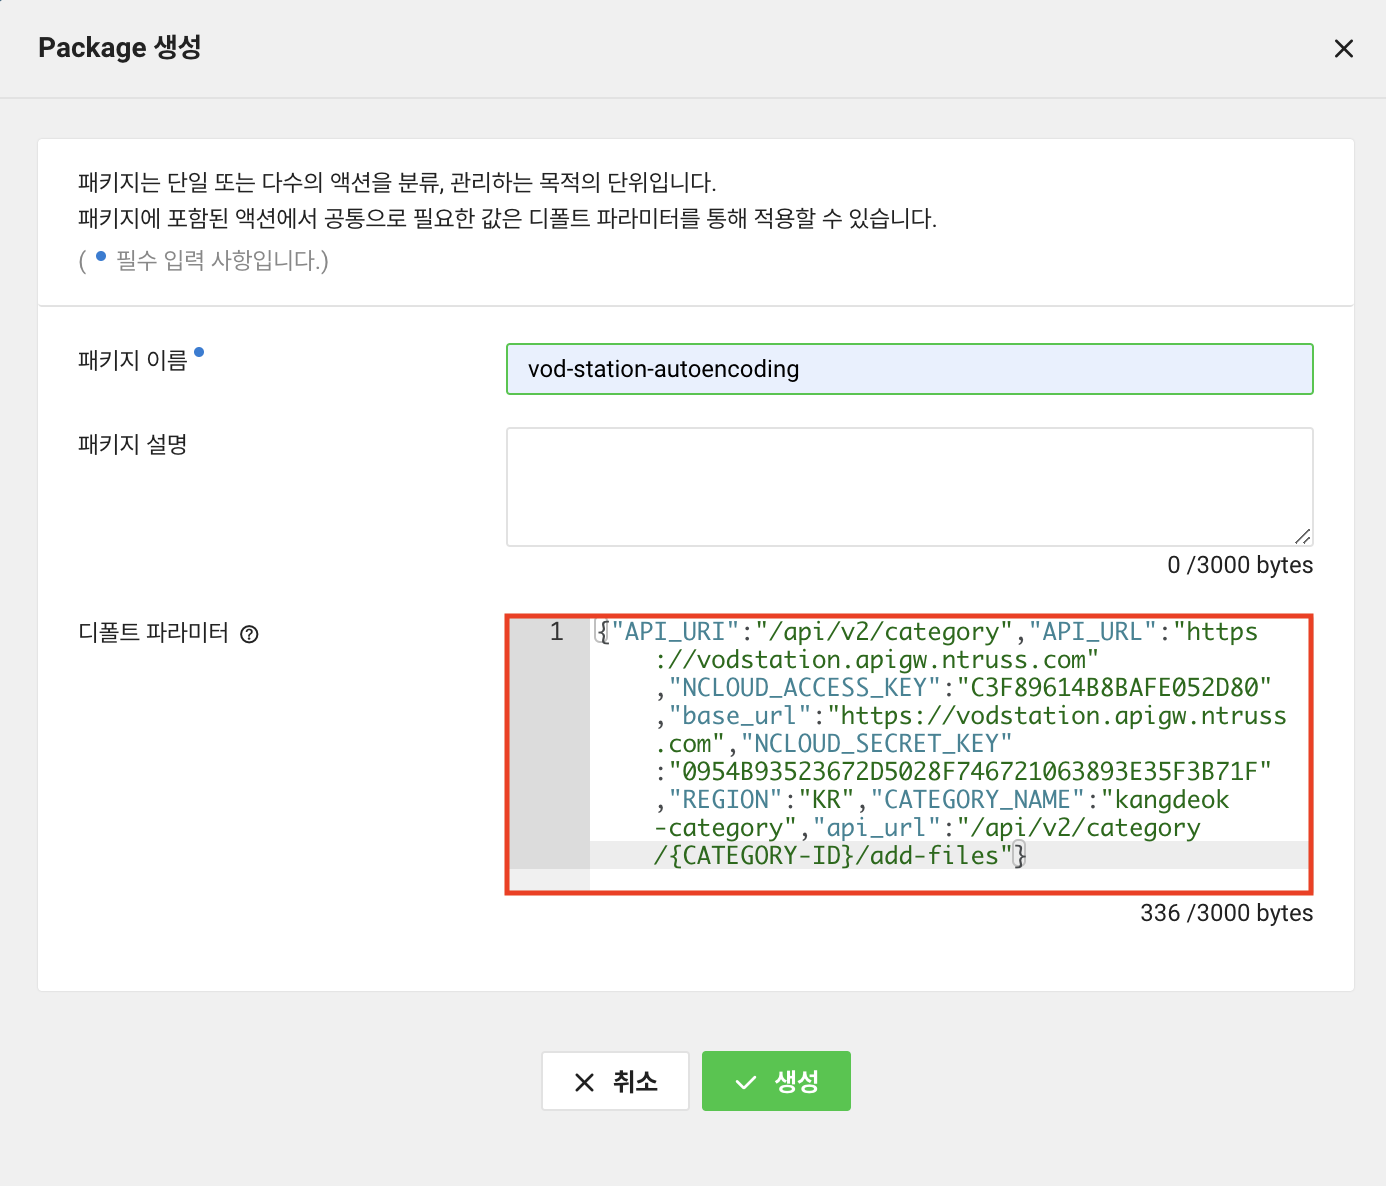 Package 생성
패키지는 단일 또는 다수의 액션을 분류, 관리하는 목적의 단위입니다.
패키지에 포함된 액션에서 공통으로 필요한 값은 디폴트 파라미터를 통해 적용할 수 있습니다.
( • 필수 입력 사항입니다.)
패키지 이름 •
vod-station-autoencoding
패키지 설명
0 /3000 bytes
디폴트 파라미터 ?
1 {"API_URI":"/api/v2/category","API_URL":"https
://vodstation.apigw.ntruss.com"
,"NCLOUD_ACCESS_KEY":"C3F89614B8BAFE052D80"
,"base_url":"https://vodstation.apigw.ntruss
.com","NCLOUD_SECRET_KEY"
:"0954B93523672D5028F746721063893E35F3B71F"
,"REGION":"KR","CATEGORY_NAME":"kangdeok
-category","api_url":"/api/v2/category
/{CATEGORY-ID}/add-files"}
336 /3000 bytes
취소
생성